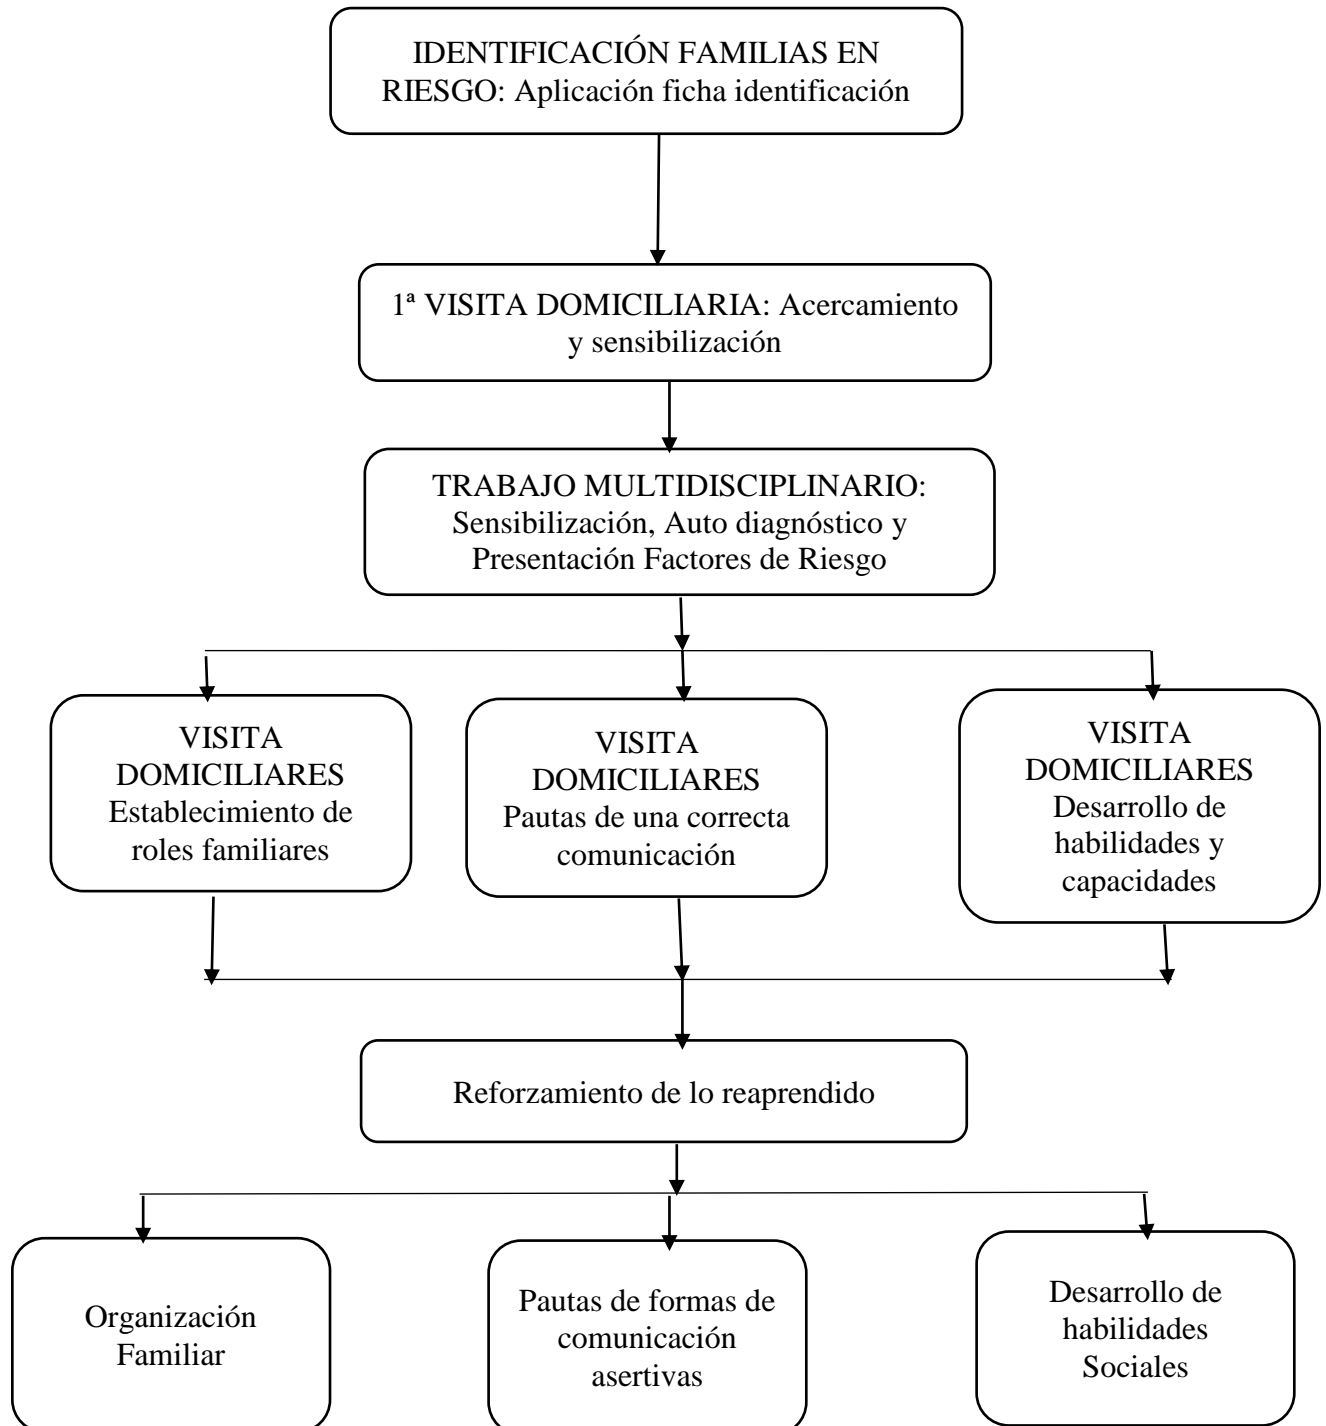 IDENTIFICACIÓN FAMILIAS EN
RIESGO: Aplicación ficha identificación
1ª VISITA DOMICILIARIA: Acercamiento
y sensibilización
TRABAJO MULTIDISCIPLINARIO:
Sensibilización, Auto diagnóstico y
Presentación Factores de Riesgo
VISITA
DOMICILIARES
Establecimiento de
roles familiares
VISITA
DOMICILIARES
Pautas de una correcta
comunicación
VISITA
DOMICILIARES
Desarrollo de
habilidades y
capacidades
Reforzamiento de lo reaprendido
Organización
Familiar
Pautas de formas de
comunicación
asertivas
Desarrollo de
habilidades
Sociales